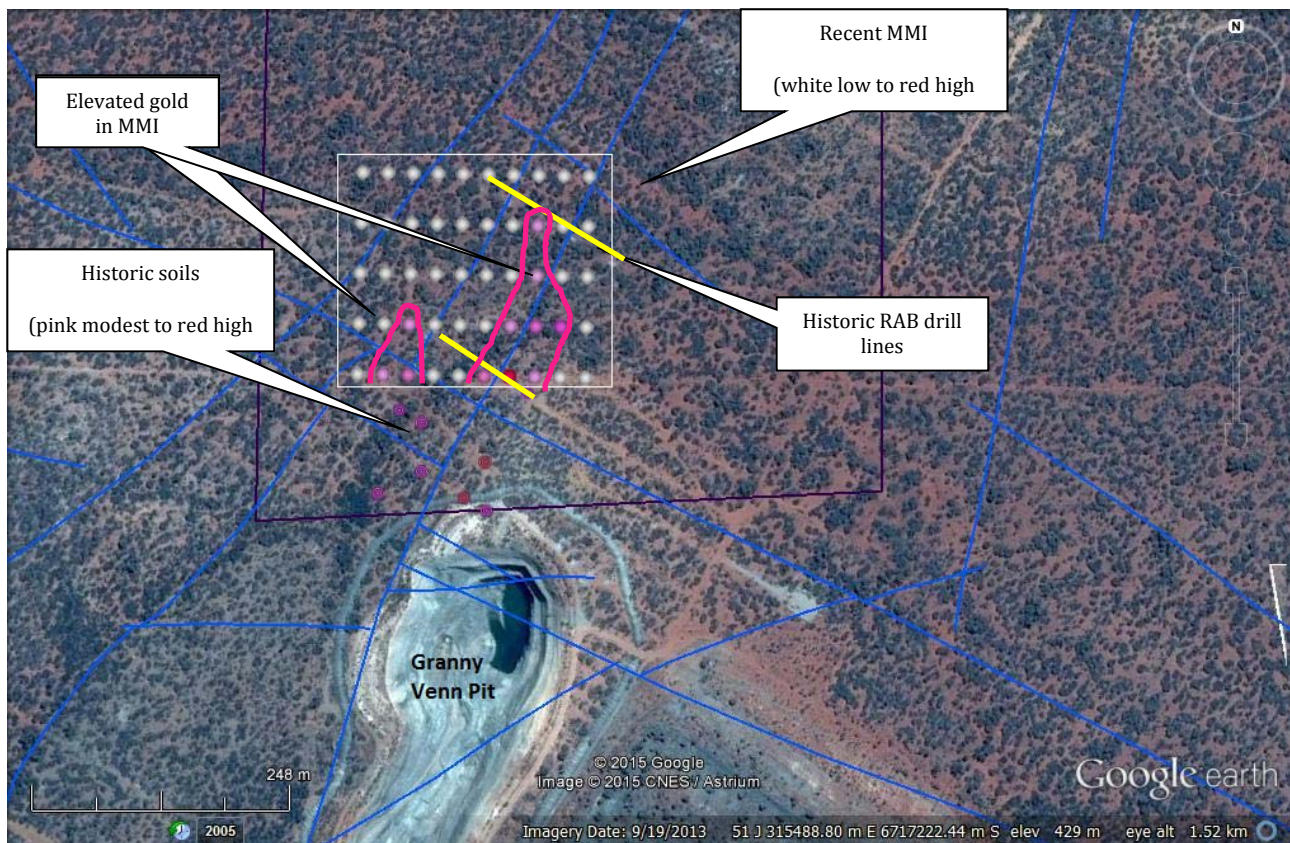 Recent MMI
(white low to red high
N
Elevated gold
in MMI
Historic soils
(pink modest to red high
Historic RAB drill
lines
Granny
Venn Pit
© 2015 Google
Image © 2015 CNES / Astrium
Google earth
248 m
2005
Imagery Date: 9/19/2013 51 J 315488.80 m E 6717222.44 m S elev 429 m eye alt 1.52 km